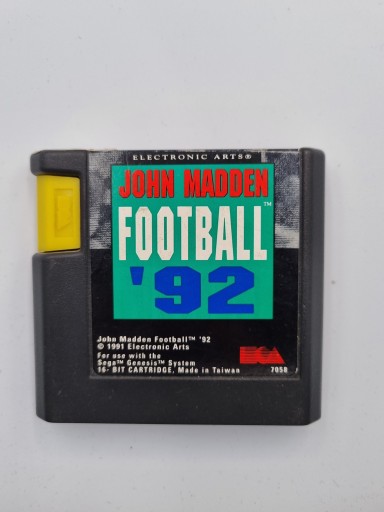 ELECTRONIC ARTS®
JOHN MADDEN
FOOTBALL™
'92
John Madden Football™ '92
© 1991 Electronic Arts
For use with the
Sega™ Genesis™ System
16- BIT CARTRIDGE, Made in Taiwan
EA
7050